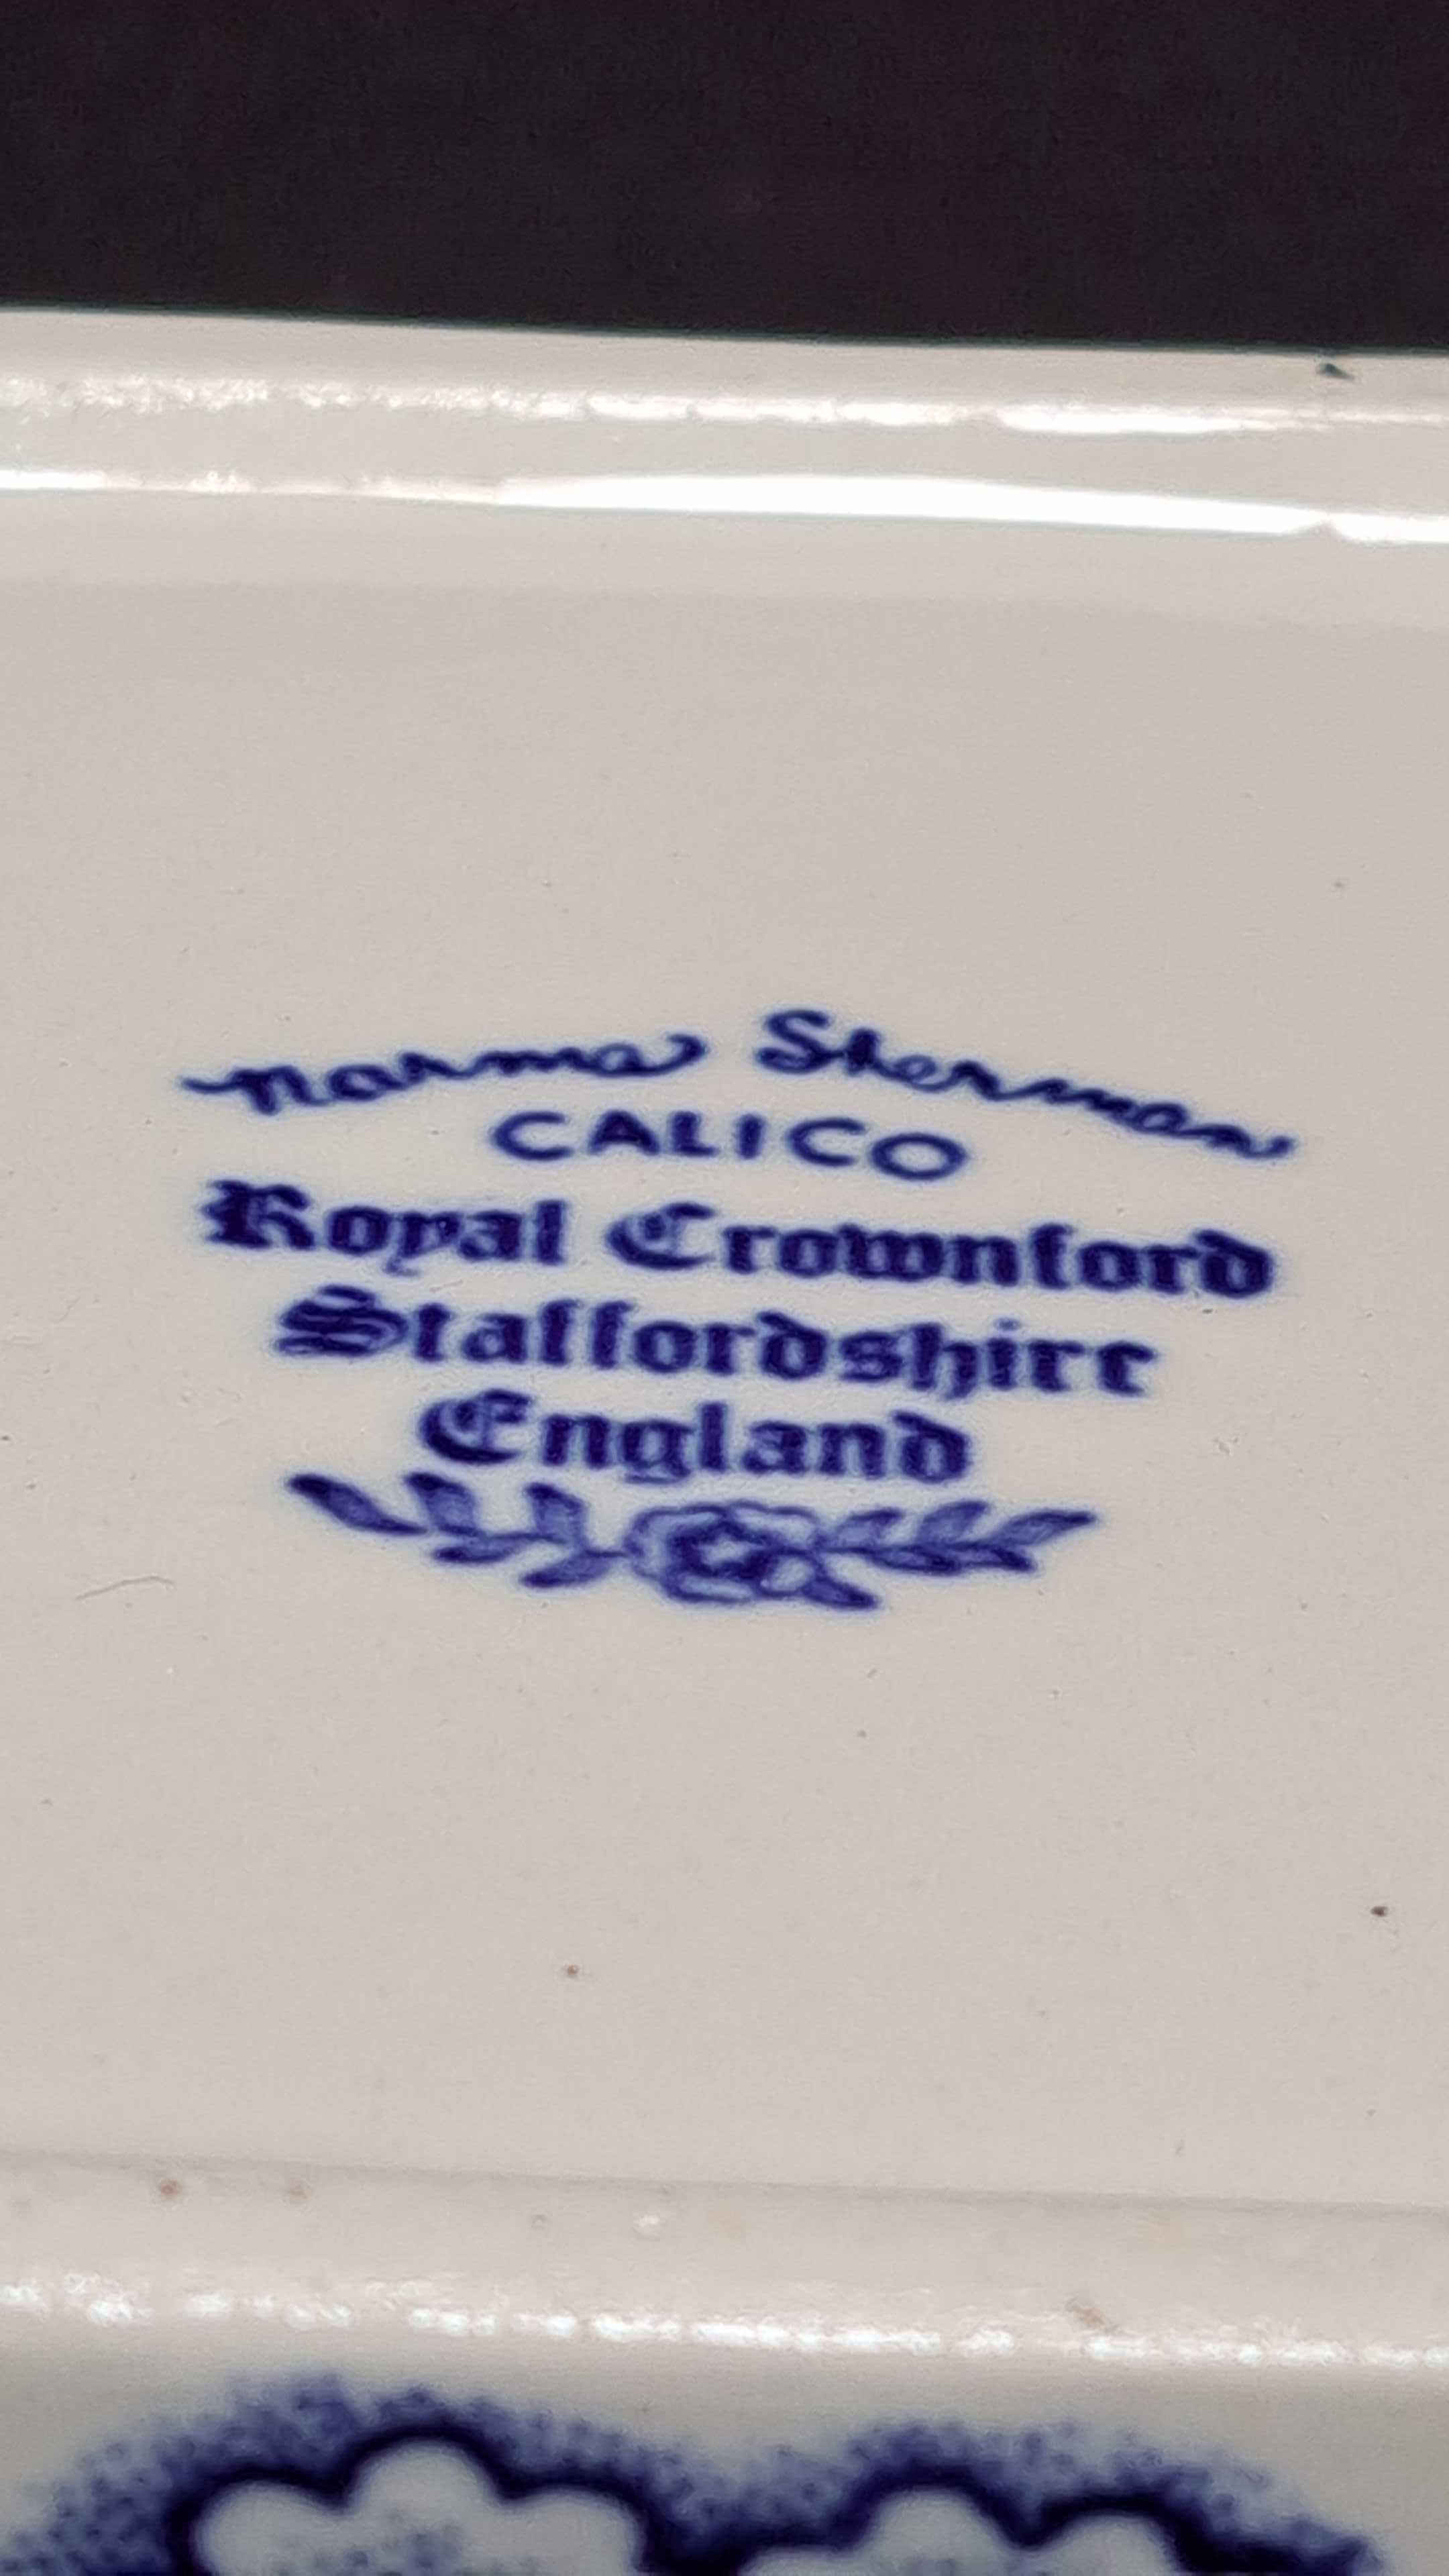 Norma Sherman
CALICO
Royal Crownford
Staffordshire
England